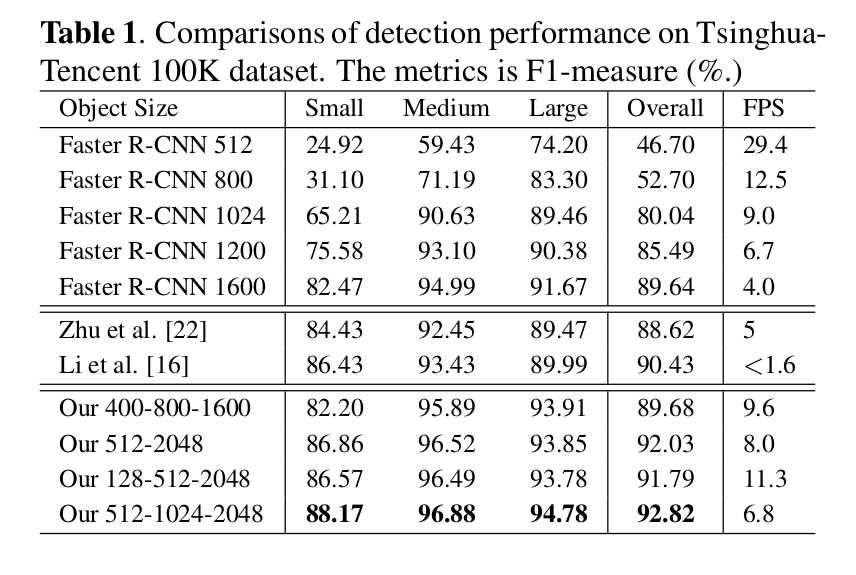 Table 1. Comparisons of detection performance on Tsinghua-
Tencent 100K dataset. The metrics is F1-measure (%.)
Object Size Small Medium Large Overall FPS
Faster R-CNN 512 24.92 59.43 74.20 46.70 29.4
Faster R-CNN 800 31.10 71.19 83.30 52.70 12.5
Faster R-CNN 1024 65.21 90.63 89.46 80.04 9.0
Faster R-CNN 1200 75.58 93.10 90.38 85.49 6.7
Faster R-CNN 1600 82.47 94.99 91.67 89.64 4.0
Zhu et al. [22] 84.43 92.45 89.47 88.62 5
Li et al. [16] 86.43 93.43 89.99 90.43 <1.6
Our 400-800-1600 82.20 95.89 93.91 89.68 9.6
Our 512-2048 86.86 96.52 93.85 92.03 8.0
Our 128-512-2048 86.57 96.49 93.78 91.79 11.3
Our 512-1024-2048 88.17 96.88 94.78 92.82 6.8